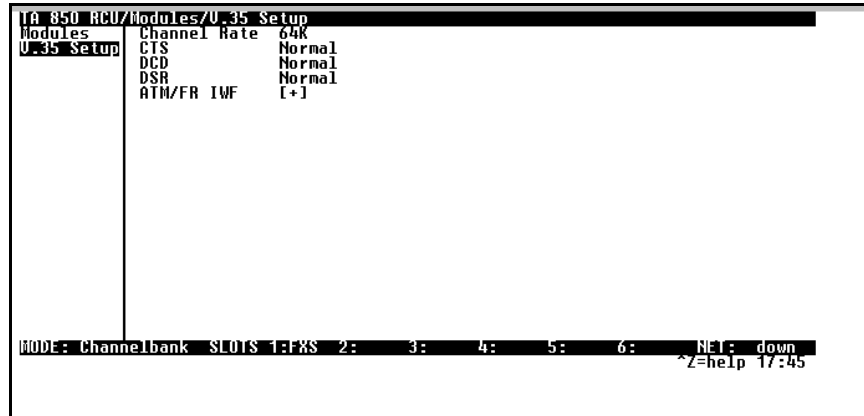 TA 850 RCU/Modules/V.35 Setup
Modules Channel Rate 64K
V.35 Setup CTS Normal
DCD Normal
DSR Normal
ATM/FR IWF [+]
MODE: Channelbank SLOTS 1:FXS 2: 3: 4: 5: 6: NET: down
^Z=help 17:45